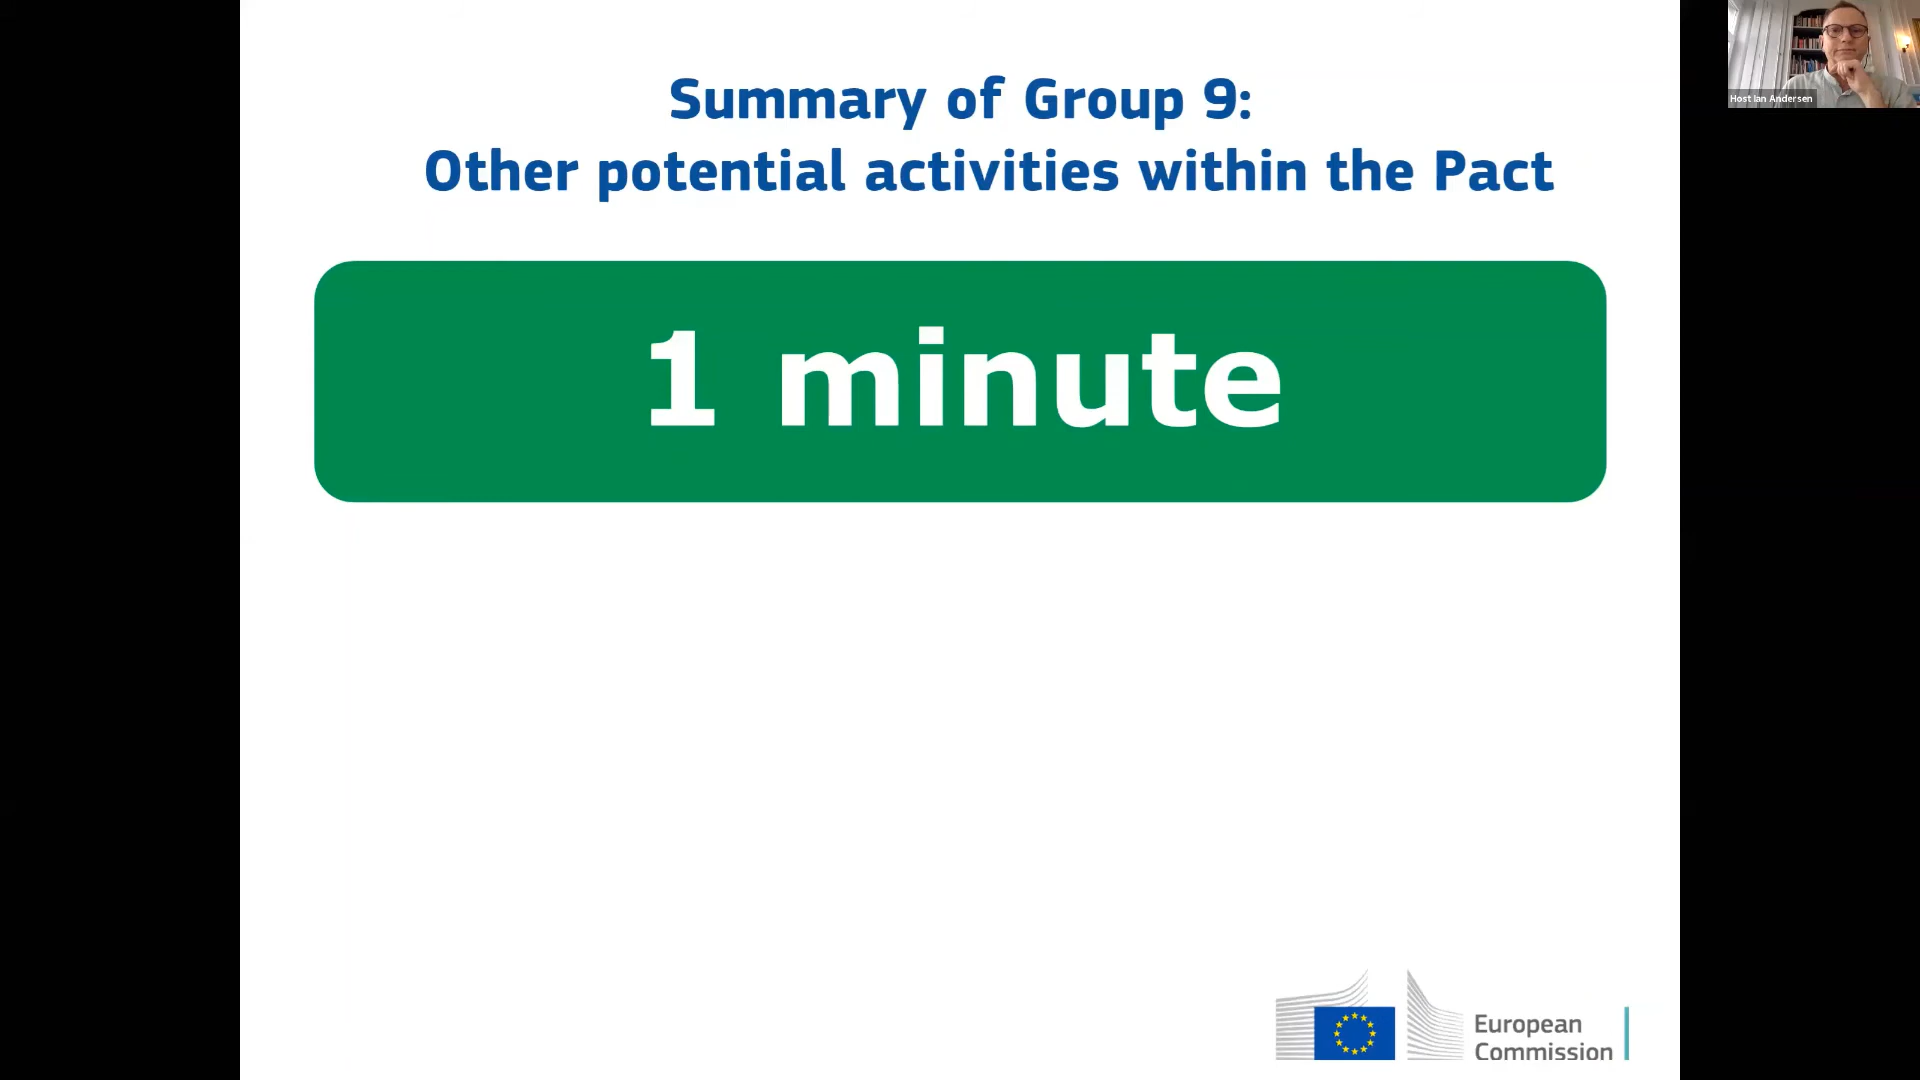 Summary of Group 9:
Other potential activities within the Pact
1 minute
Host Ian Andersen
European
Commission